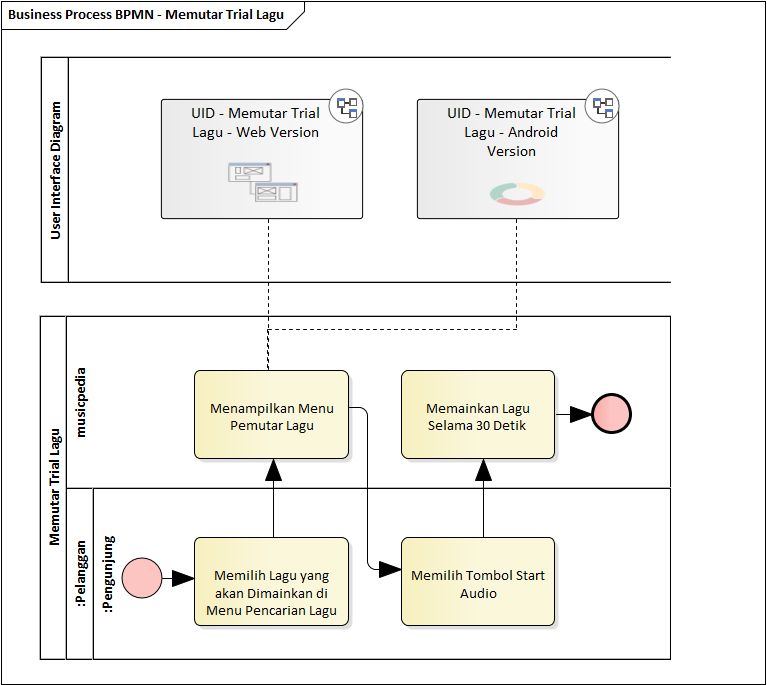 Business Process BPMN - Memutar Trial Lagu
User Interface Diagram
UID - Memutar Trial
Lagu - Web Version
UID - Memutar Trial
Lagu - Android
Version
Memutar Trial Lagu
musicpedia
Menampilkan Menu
Pemutar Lagu
Memainkan Lagu
Selama 30 Detik
:Pelanggan
:Pengunjung
Memilih Lagu yang
akan Dimainkan di
Menu Pencarian Lagu
Memilih Tombol Start
Audio